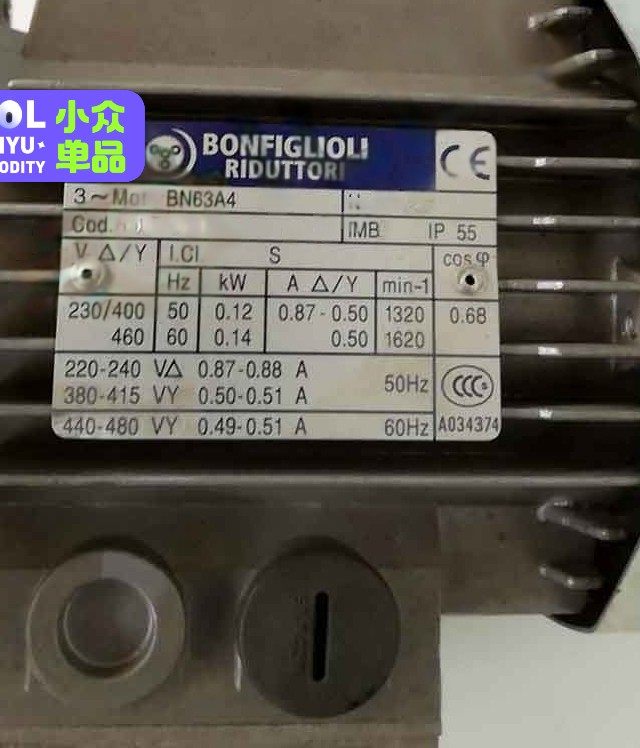 OL 小众
IYU 单品
ODITY
BONFIGLIOLI
RIDUTTORI
CE
3~Mot BN63A4
Cod.
IMB IP 55
V Δ/Y I.Cl S cosφ
Hz kW A Δ/Y min-1
230/400 50 0.12 0.87-0.50 1320 0.68
460 60 0.14 0.50 1620
220-240 VΔ 0.87-0.88 A
380-415 VY 0.50-0.51 A 50Hz
440-480 VY 0.49-0.51 A 60Hz
CCC
A034374